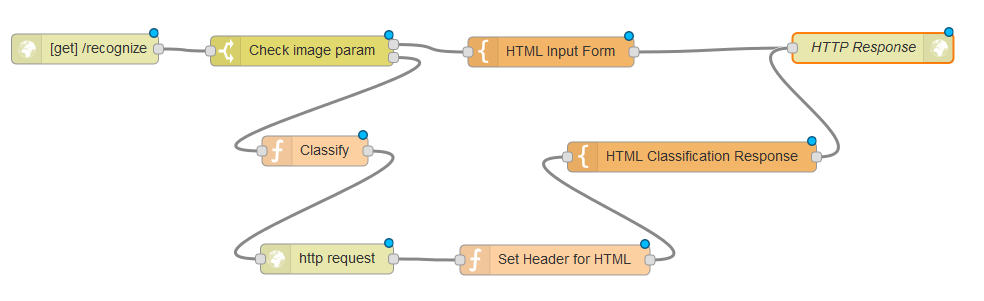 [get] /recognize
Check image param
HTML Input Form
HTTP Response
Classify
HTML Classification Response
http request
Set Header for HTML